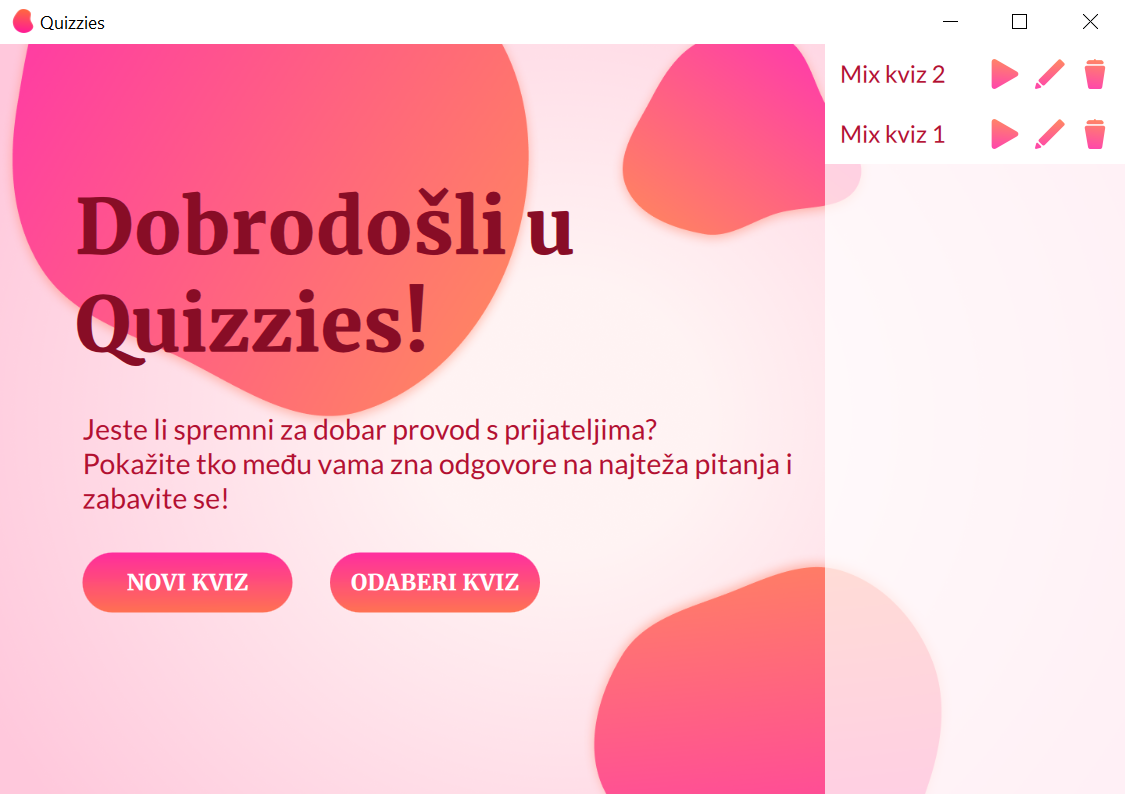 Quizzies
Mix kviz 2
Mix kviz 1
Dobrodošli u
Quizzies!
Jeste li spremni za dobar provod s prijateljima?
Pokažite tko među vama zna odgovore na najteža pitanja i
zabavite se!
NOVI KVIZ
ODABERI KVIZ